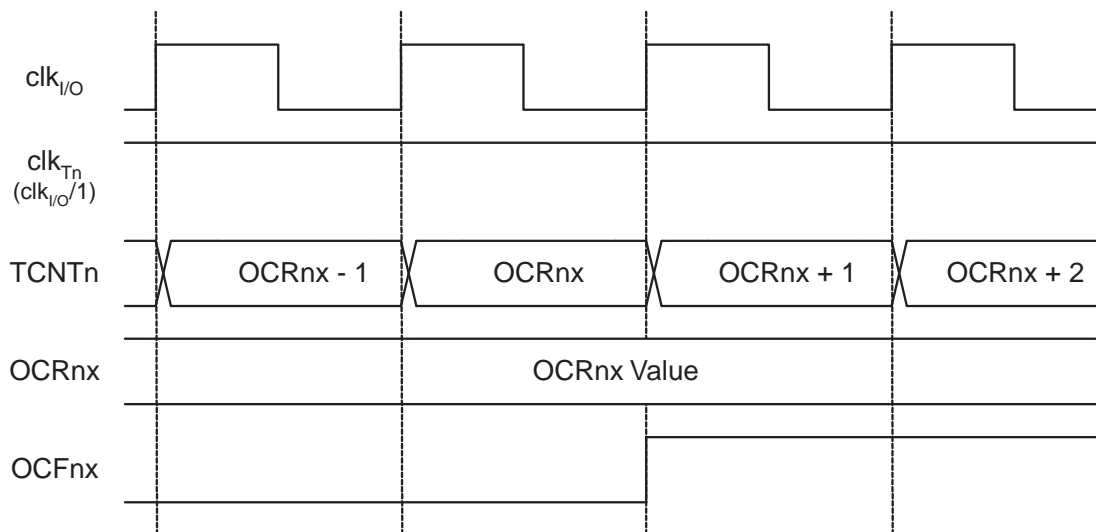 clkI/O
clkTn
(clkI/O/1)
TCNTn
OCRnx - 1
OCRnx
OCRnx + 1
OCRnx + 2
OCRnx
OCRnx Value
OCFnx